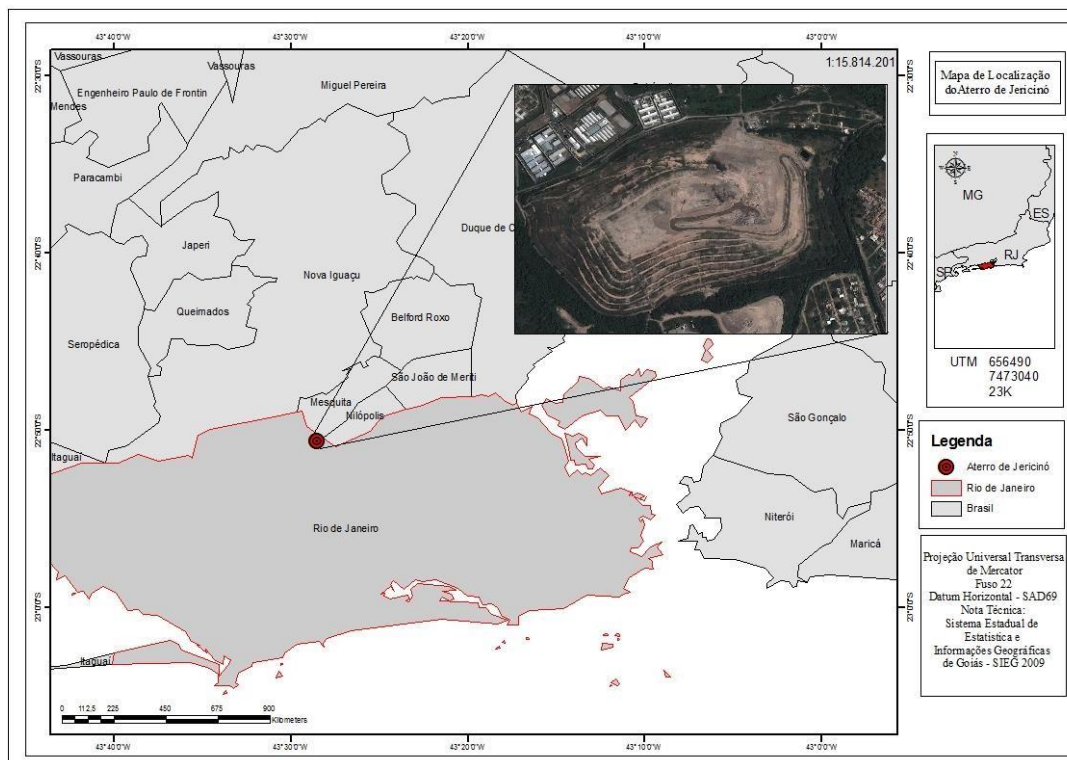 43°40'0"W
43°30'0"W
43°20'0"W
43°10'0"W
43°0'0"W
1:15.814.201
22°30'0"S
22°40'0"S
22°50'0"S
23°0'0"S
Vassouras
Vassouras
Miguel Pereira
Engenheiro Paulo de Frontin
Mendes
Paracambi
Japeri
Duque de C
Nova Iguaçu
Queimados
Belford Roxo
Seropédica
São João de Meriti
Mesquita
Nilópolis
São Gonçalo
Itaguaí
Rio de Janeiro
Niterói
Maricá
Itaguaí
0 112,5 225 450 675 900
Kilometers
22°40'0"S
22°50'0"S
23°0'0"S
43°40'0"W
43°30'0"W
43°20'0"W
43°10'0"W
43°0'0"W
Mapa de Localização
doAterro de Jericinó
MG
ES
RJ
SP
UTM 656490
7473040
23K
Legenda
Aterro de Jericinó
Rio de Janeiro
Brasil
Projeção Universal Transversa
de Mercator
Fuso 22
Datum Horizontal - SAD69
Nota Técnica:
Sistema Estadual de
Estatística e
Informações Geográficas
de Goiás - SIEG 2009